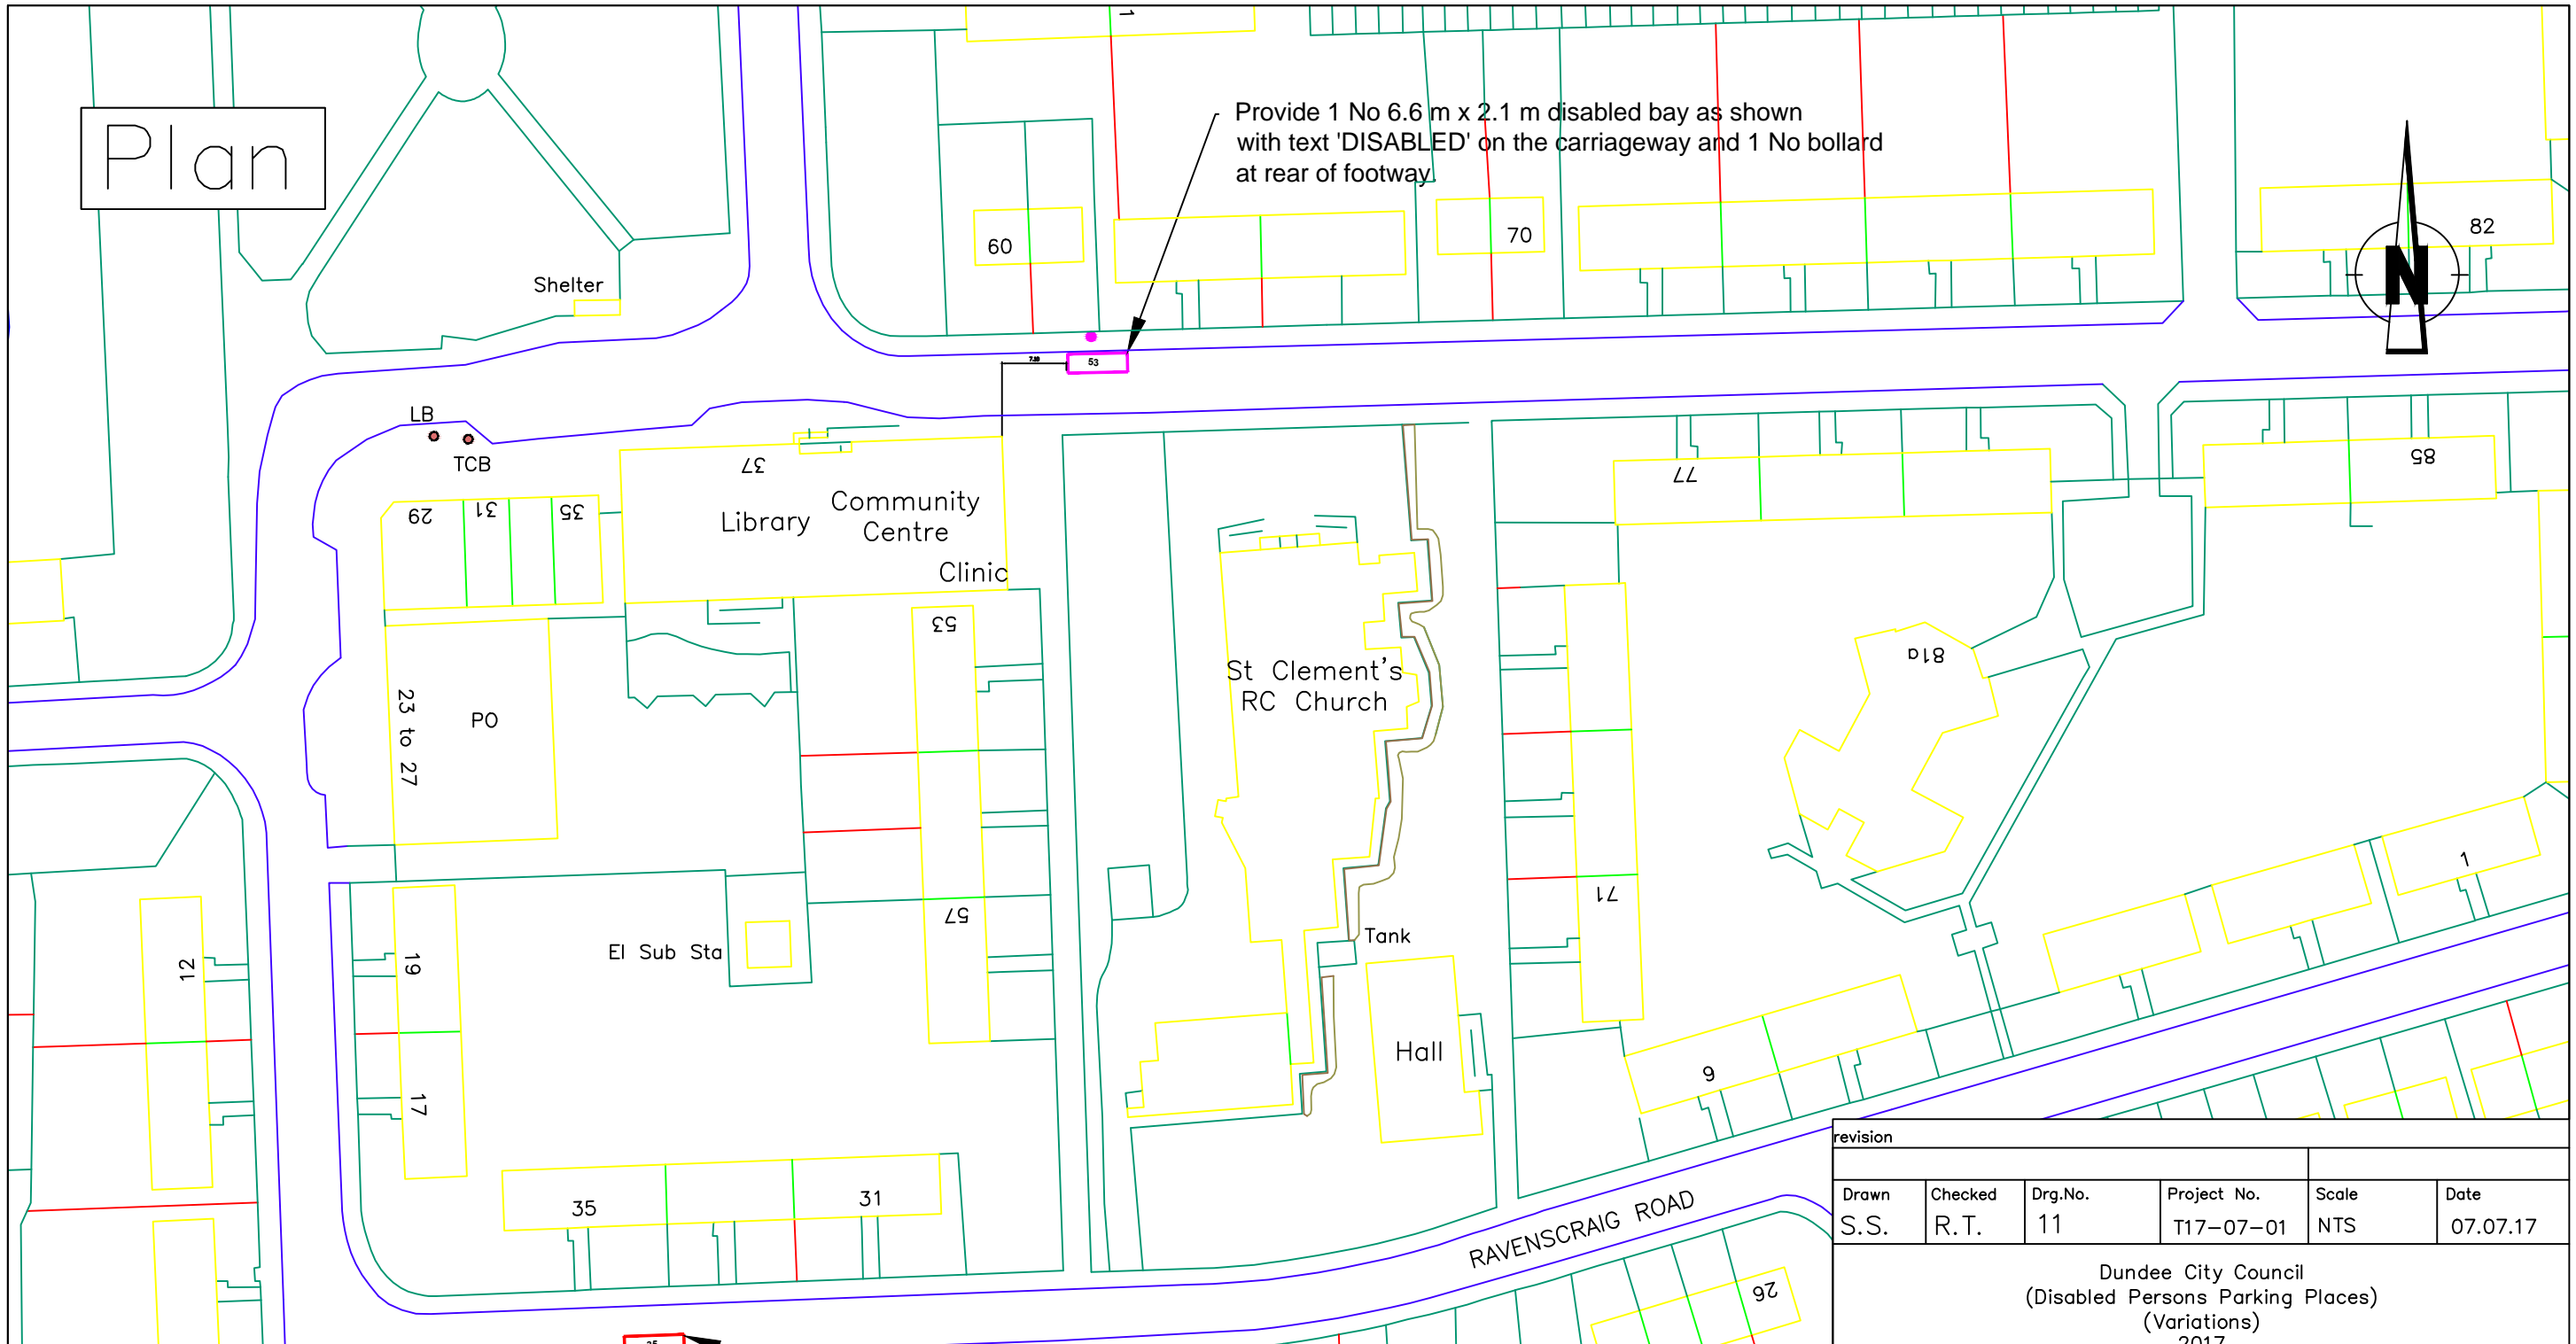 1
Plan
Provide 1 No 6.6 m x 2.1 m disabled bay as shown
with text 'DISABLED' on the carriageway and 1 No bollard
at rear of footway.
60
70
82
N
Shelter
53
LB
TCB
37
Library
Community
Centre
Clinic
29
31
35
77
85
53
St Clement's
RC Church
81a
23 to 27
PO
1
57
71
El Sub Sta
Tank
12
19
17
Hall
9
35
31
RAVENSCRAIG ROAD
26
revision
Drawn
Checked
Drg.No.
Project No.
Scale
Date
S.S.
R.T.
11
T17-07-01
NTS
07.07.17
Dundee City Council
(Disabled Persons Parking Places)
(Variations)
2017